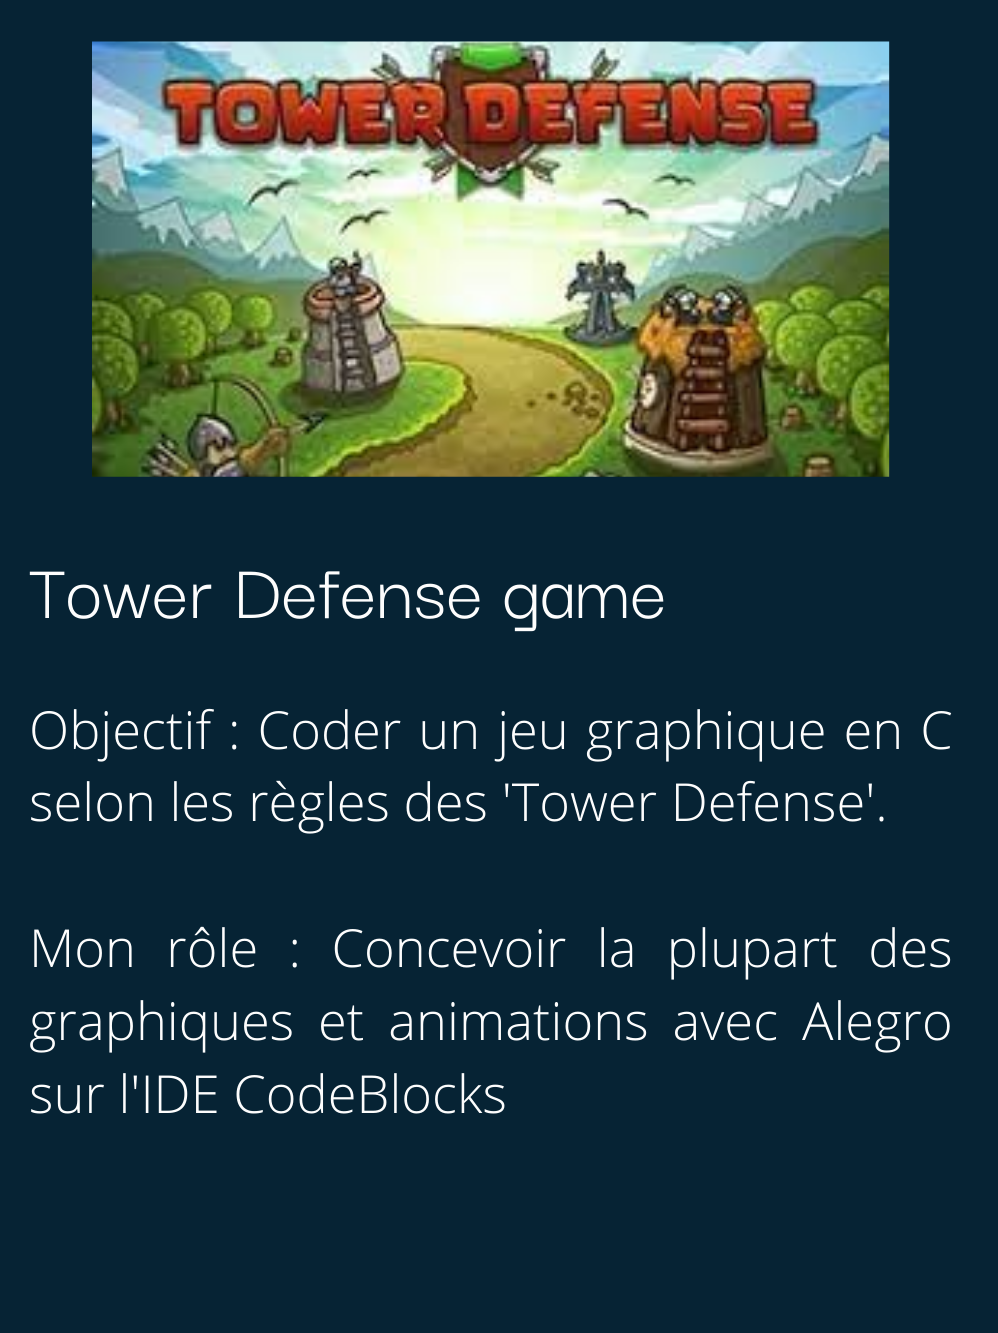 TOWER DEFENSE
Tower Defense game
Objectif : Coder un jeu graphique en C
selon les règles des 'Tower Defense'.
Mon rôle : Concevoir la plupart des
graphiques et animations avec Alegro
sur l'IDE CodeBlocks